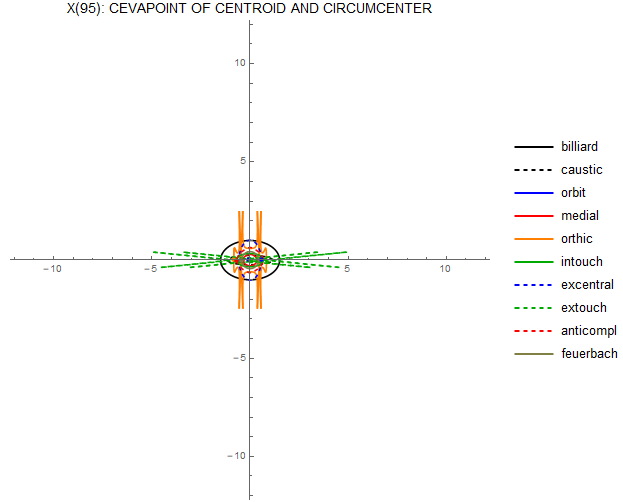 X(95): CEVAPOINT OF CENTROID AND CIRCUMCENTER
10
5
-10
-5
5
10
-5
-10
billiard
caustic
orbit
medial
orthic
intouch
excentral
extouch
anticompl
feuerbach